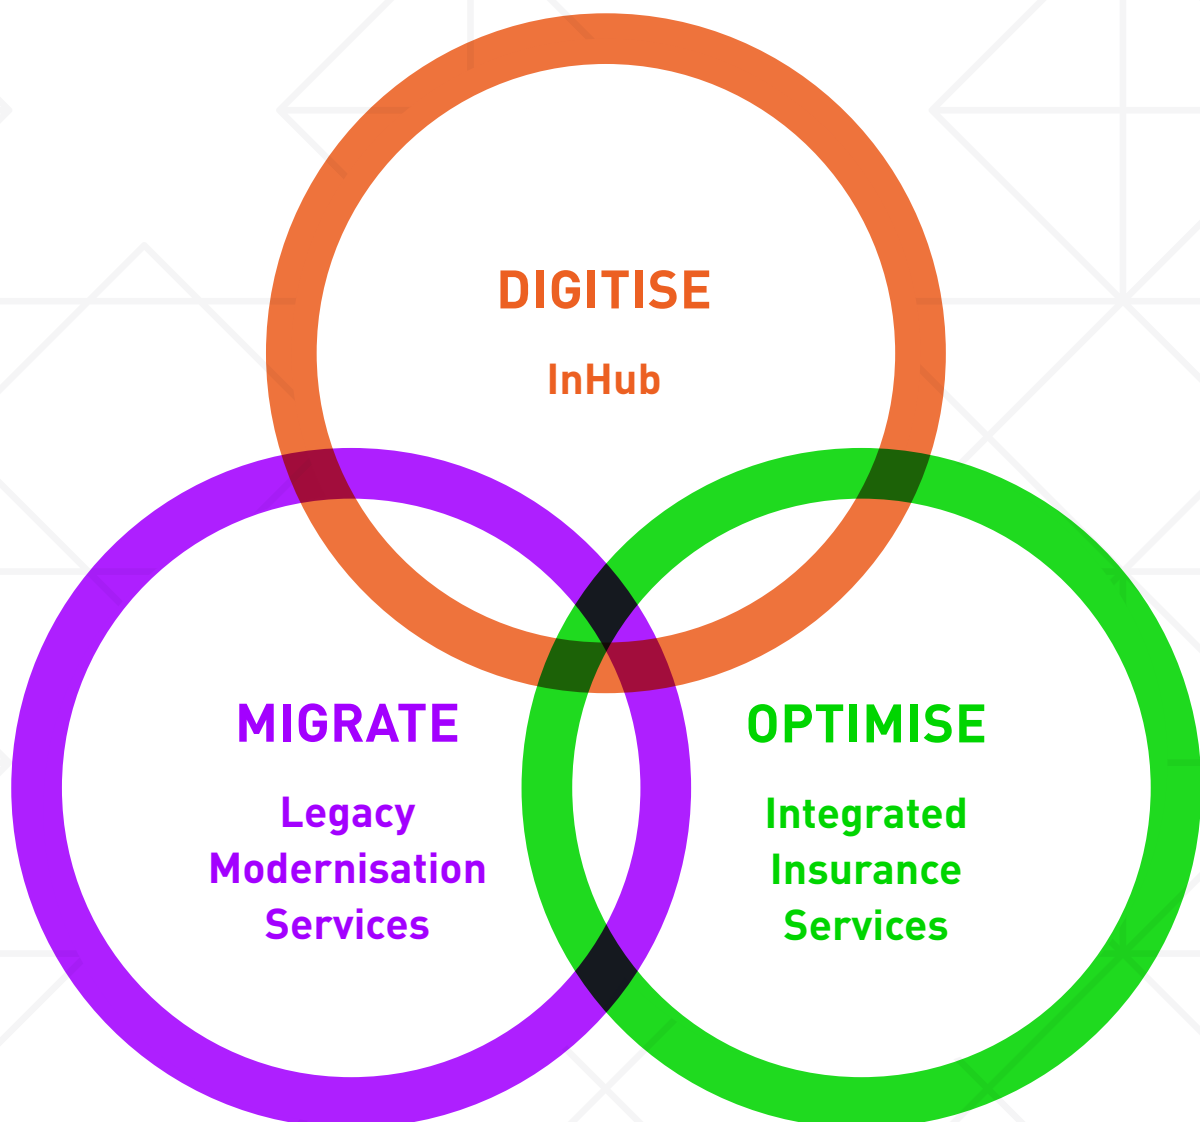 DIGITISE
InHub
MIGRATE
Legacy
Modernisation
Services
OPTIMISE
Integrated
Insurance
Services